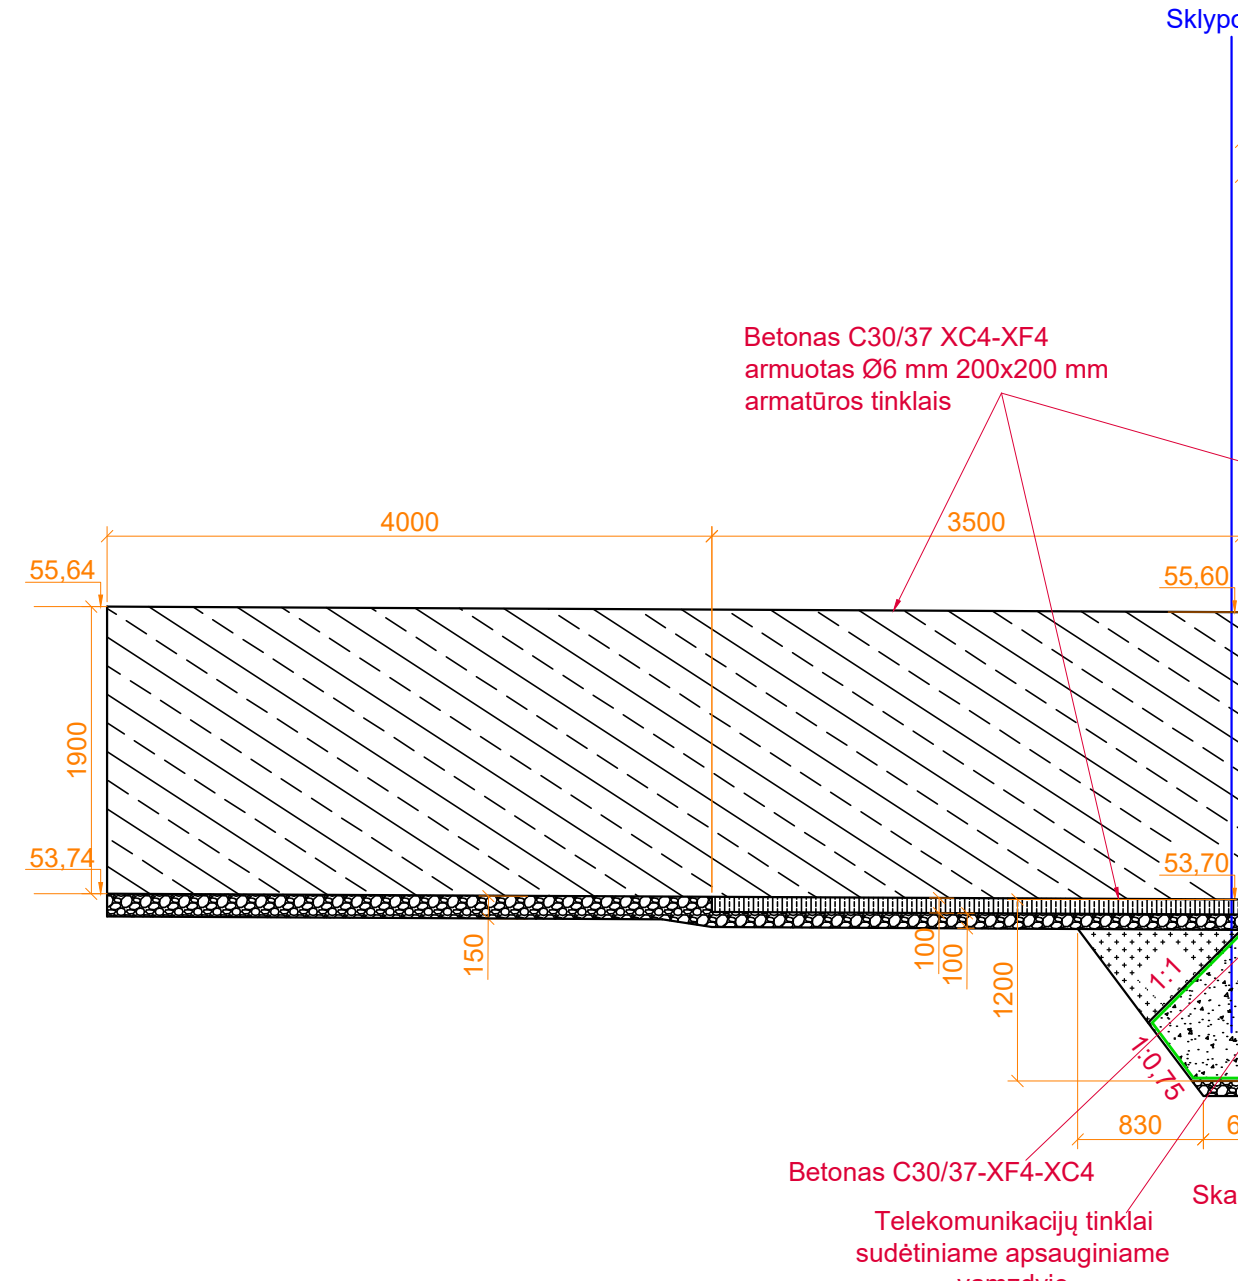 Betonas C30/37 XC4-XF4
armuotas Ø6 mm 200x200 mm
armatūros tinklais
4000
3500
55,64
55,60
1900
53,74
53,70
150
100
100
1200
1:1
1:0,75
830
Betonas C30/37-XF4-XC4
Telekomunikacijų tinklai
sudėtiniame apsauginiame